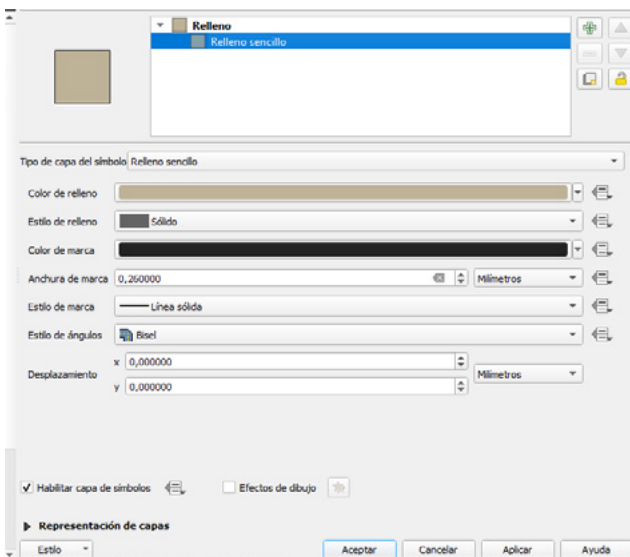 Relleno
Relleno sencillo
Tipo de capa del símbolo Relleno sencillo
Color de relleno
Estilo de relleno Sólido
Color de marca
Anchura de marca 0,260000 Milímetros
Estilo de marca Línea sólida
Estilo de ángulos Bisel
Desplazamiento x 0,000000 Milímetros
y 0,000000
Habilitar capa de símbolos Efectos de dibujo
Representación de capas
Estilo Aceptar Cancelar Aplicar Ayuda